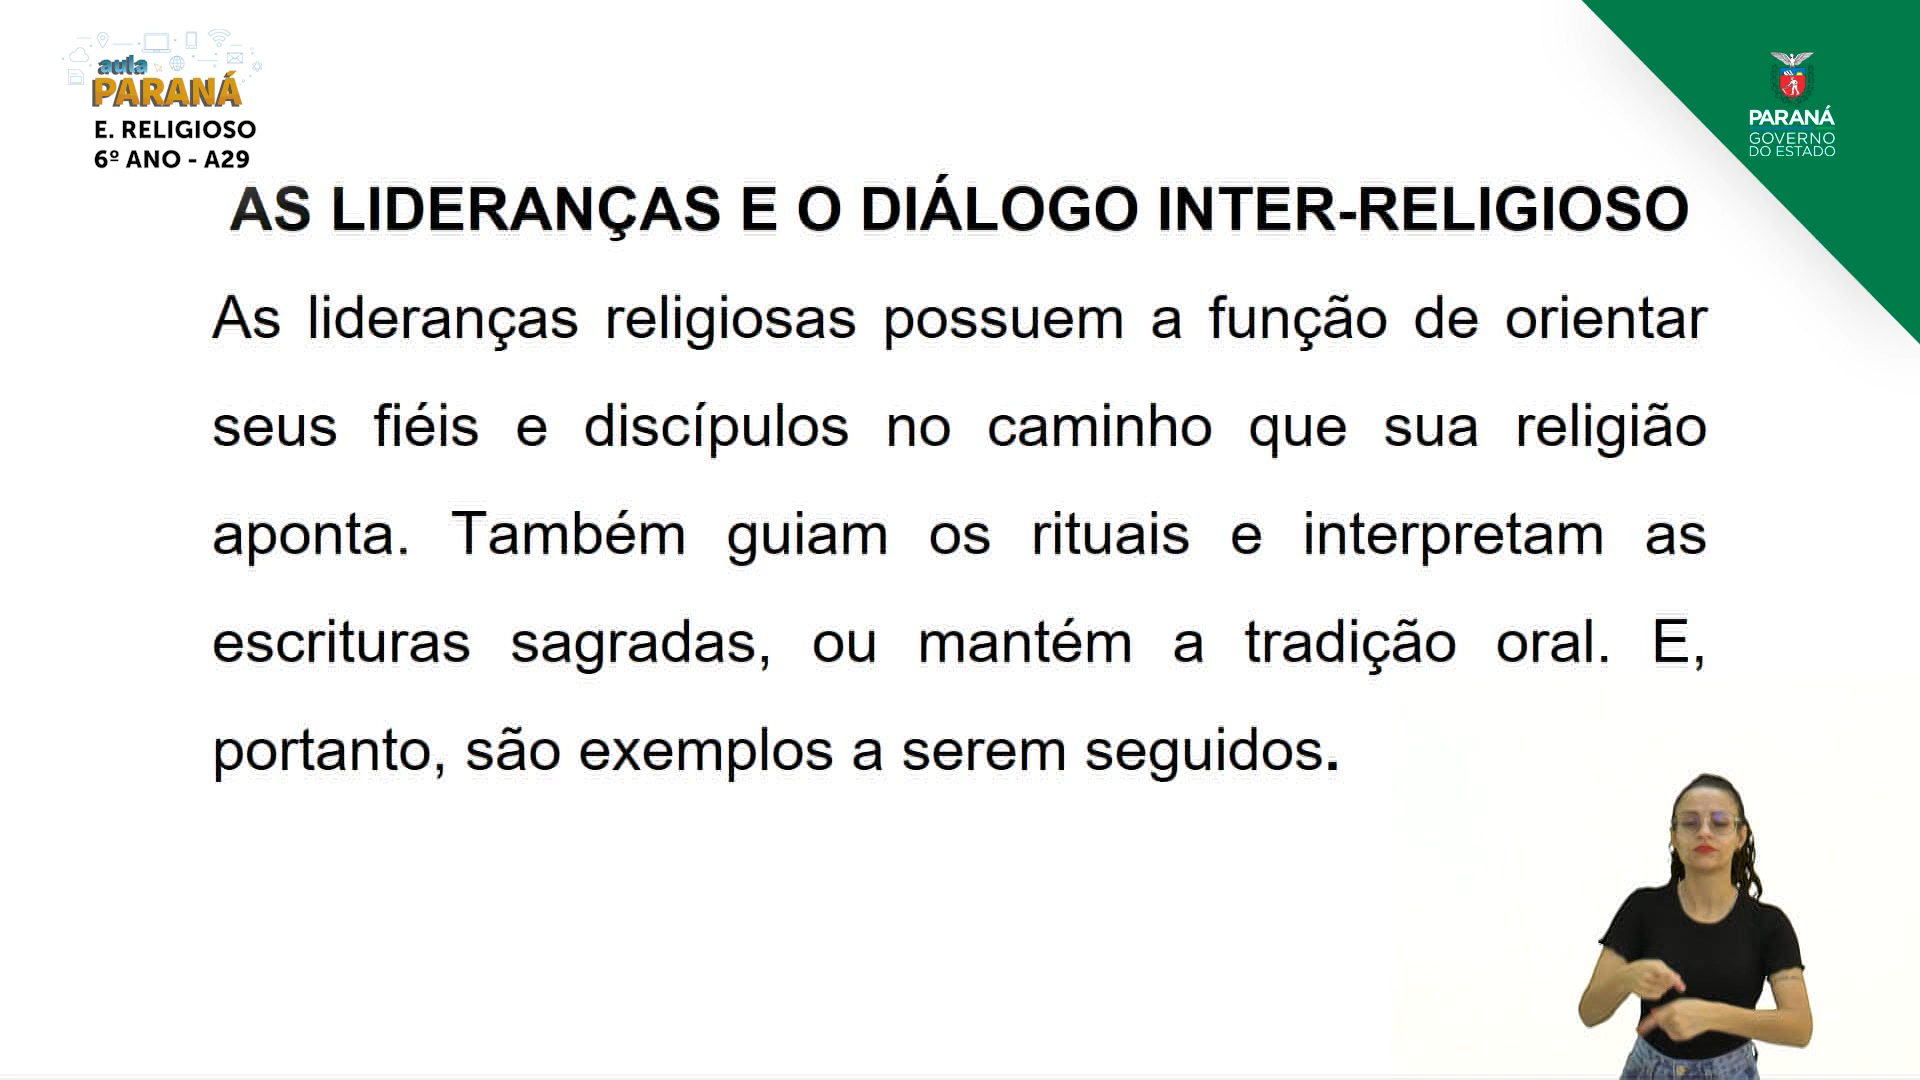 aula
PARANÁ
E. RELIGIOSO
6º ANO - A29
PARANÁ
GOVERNO
DO ESTADO
AS LIDERANÇAS E O DIÁLOGO INTER-RELIGIOSO
As lideranças religiosas possuem a função de orientar
seus fiéis e discípulos no caminho que sua religião
aponta. Também guiam os rituais e interpretam as
escrituras sagradas, ou mantém a tradição oral. E,
portanto, são exemplos a serem seguidos.